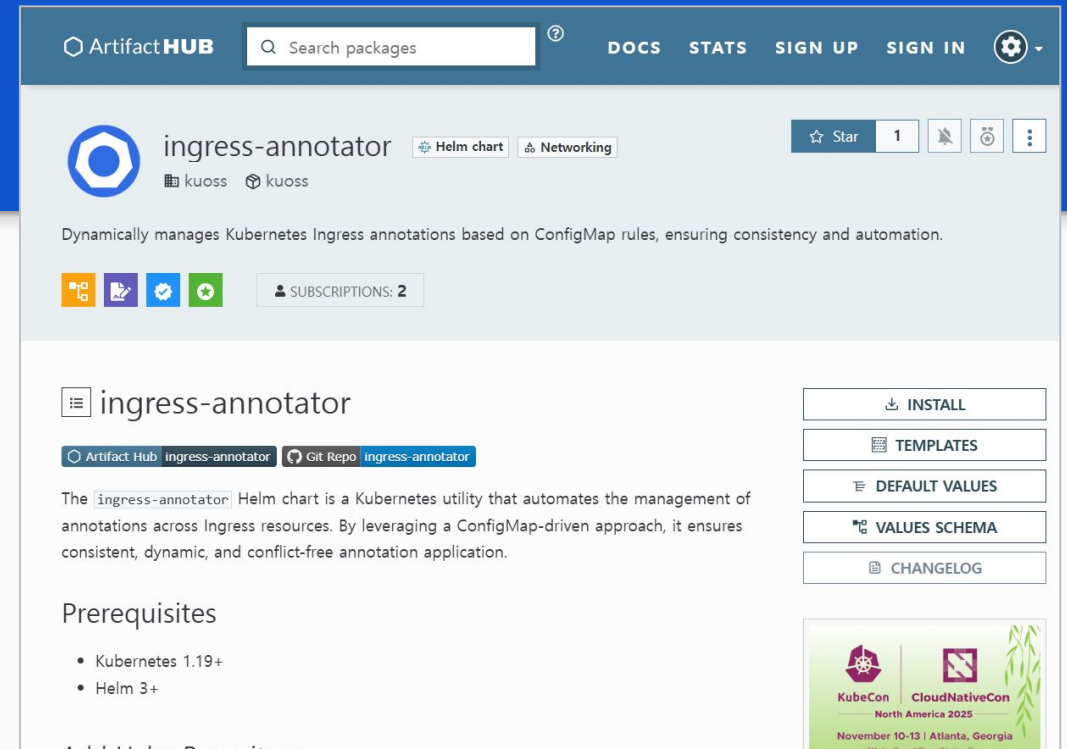 ArtifactHUB
Search packages
DOCS STATS SIGN UP SIGN IN
ingress-annotator
Helm chart
Networking
Star 1
kuoss kuoss
Dynamically manages Kubernetes Ingress annotations based on ConfigMap rules, ensuring consistency and automation.
SUBSCRIPTIONS: 2
ingress-annotator
Artifact Hub ingress-annotator
Git Repo ingress-annotator
The ingress-annotator Helm chart is a Kubernetes utility that automates the management of
annotations across Ingress resources. By leveraging a ConfigMap-driven approach, it ensures
consistent, dynamic, and conflict-free annotation application.
Prerequisites
Kubernetes 1.19+
Helm 3+
INSTALL
TEMPLATES
DEFAULT VALUES
VALUES SCHEMA
CHANGELOG
KubeCon
CloudNativeCon
North America 2025
November 10-13 | Atlanta, Georgia